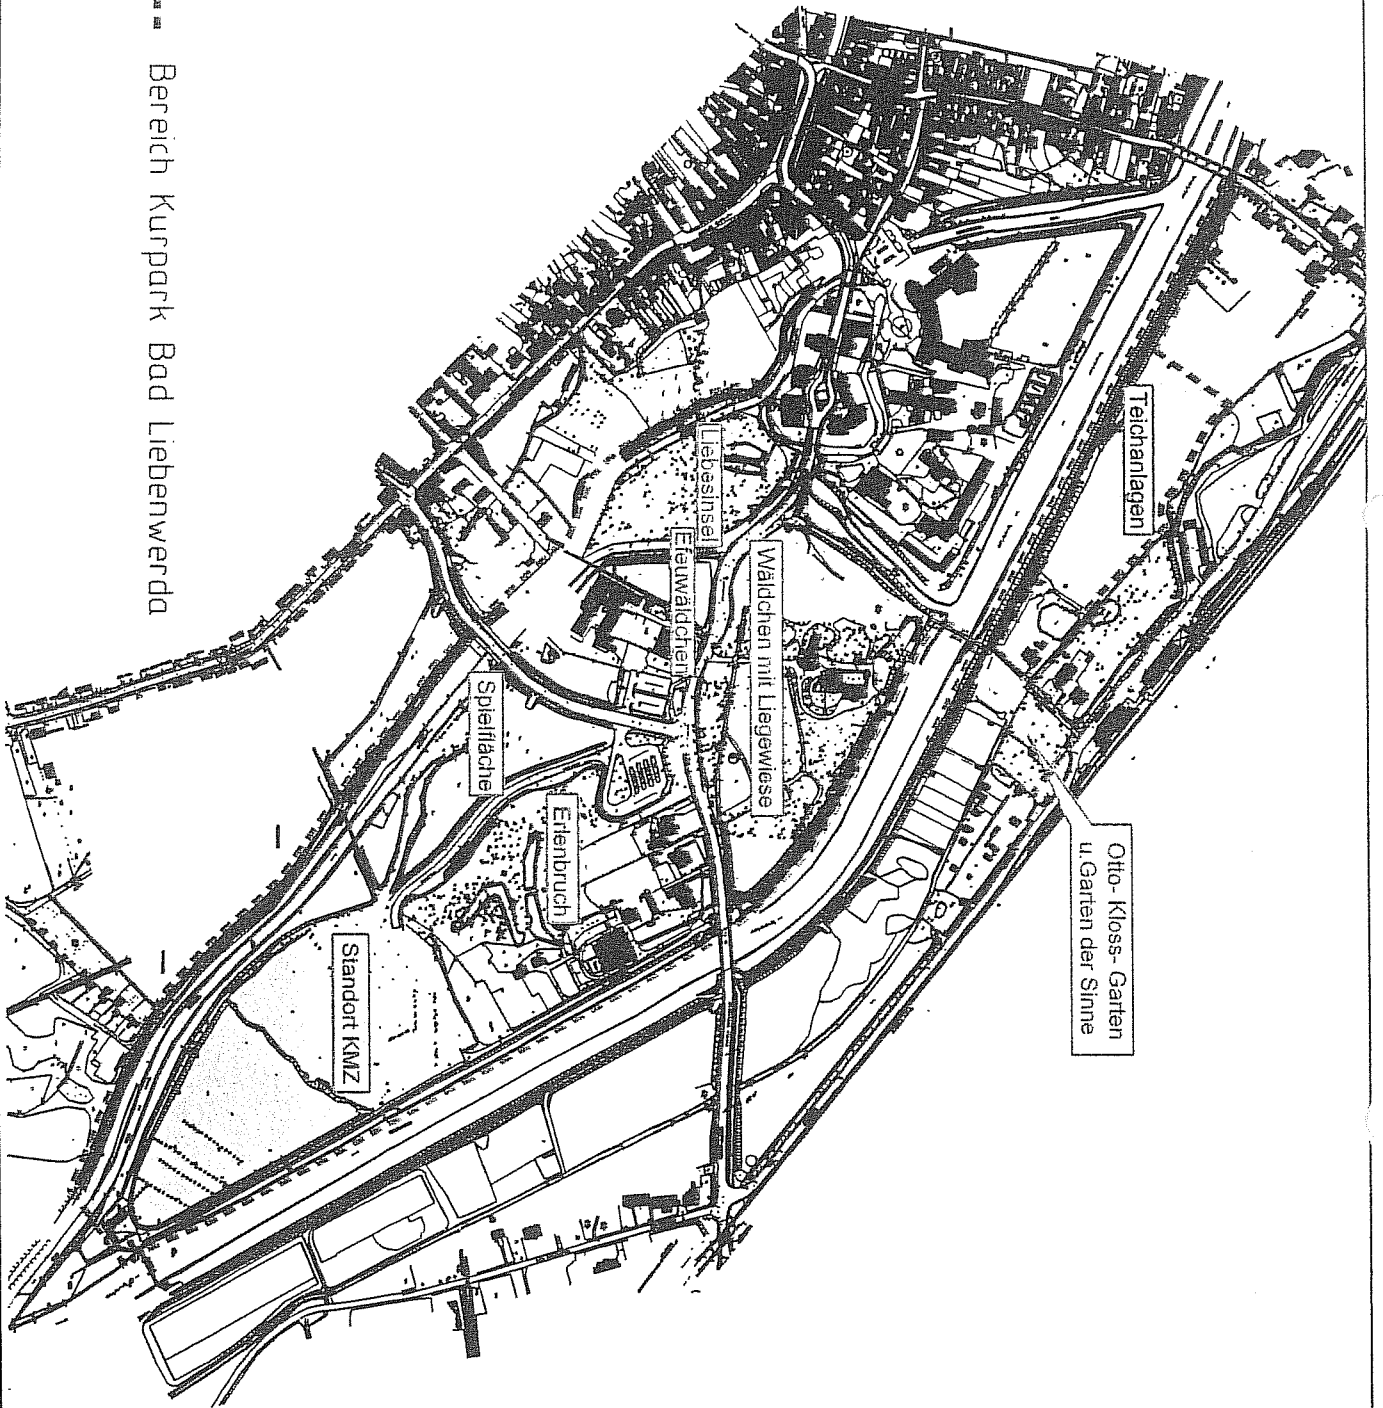 Otto- Kloss- Garten
u.Garten der Sinne
Teichanlagen
Wäldchen mit Liegewiese
Liebesinsel
Efeuwäldchen
Erlenbruch
Spielfläche
Standort KMZ
Bereich Kurpark Bad Liebenwerda